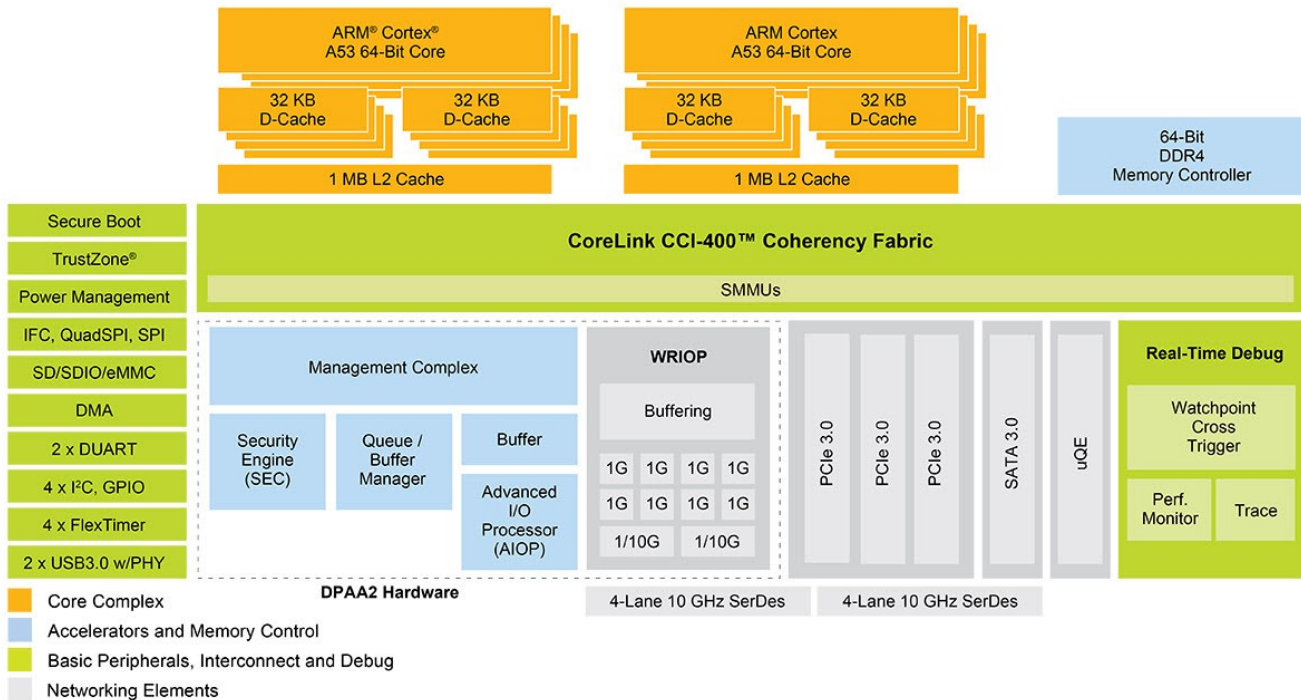 ARM® Cortex®
A53 64-Bit Core
ARM Cortex
A53 64-Bit Core
32 KB
D-Cache
32 KB
D-Cache
32 KB
D-Cache
32 KB
D-Cache
1 MB L2 Cache
1 MB L2 Cache
64-Bit
DDR4
Memory Controller
Secure Boot
TrustZone®
Power Management
IFC, QuadSPI, SPI
SD/SDIO/eMMC
DMA
2 x DUART
4 x I²C, GPIO
4 x FlexTimer
2 x USB3.0 w/PHY
CoreLink CCI-400™ Coherency Fabric
SMMUs
Management Complex
Security
Engine
(SEC)
Queue /
Buffer
Manager
Buffer
Advanced
I/O
Processor
(AIOP)
WRIOP
Buffering
1G 1G 1G 1G
1G 1G 1G 1G
1/10G 1/10G
PCIe 3.0
PCIe 3.0
PCIe 3.0
SATA 3.0
uQE
Real-Time Debug
Watchpoint
Cross
Trigger
Perf.
Monitor
Trace
DPAA2 Hardware
4-Lane 10 GHz SerDes
4-Lane 10 GHz SerDes
Core Complex
Accelerators and Memory Control
Basic Peripherals, Interconnect and Debug
Networking Elements